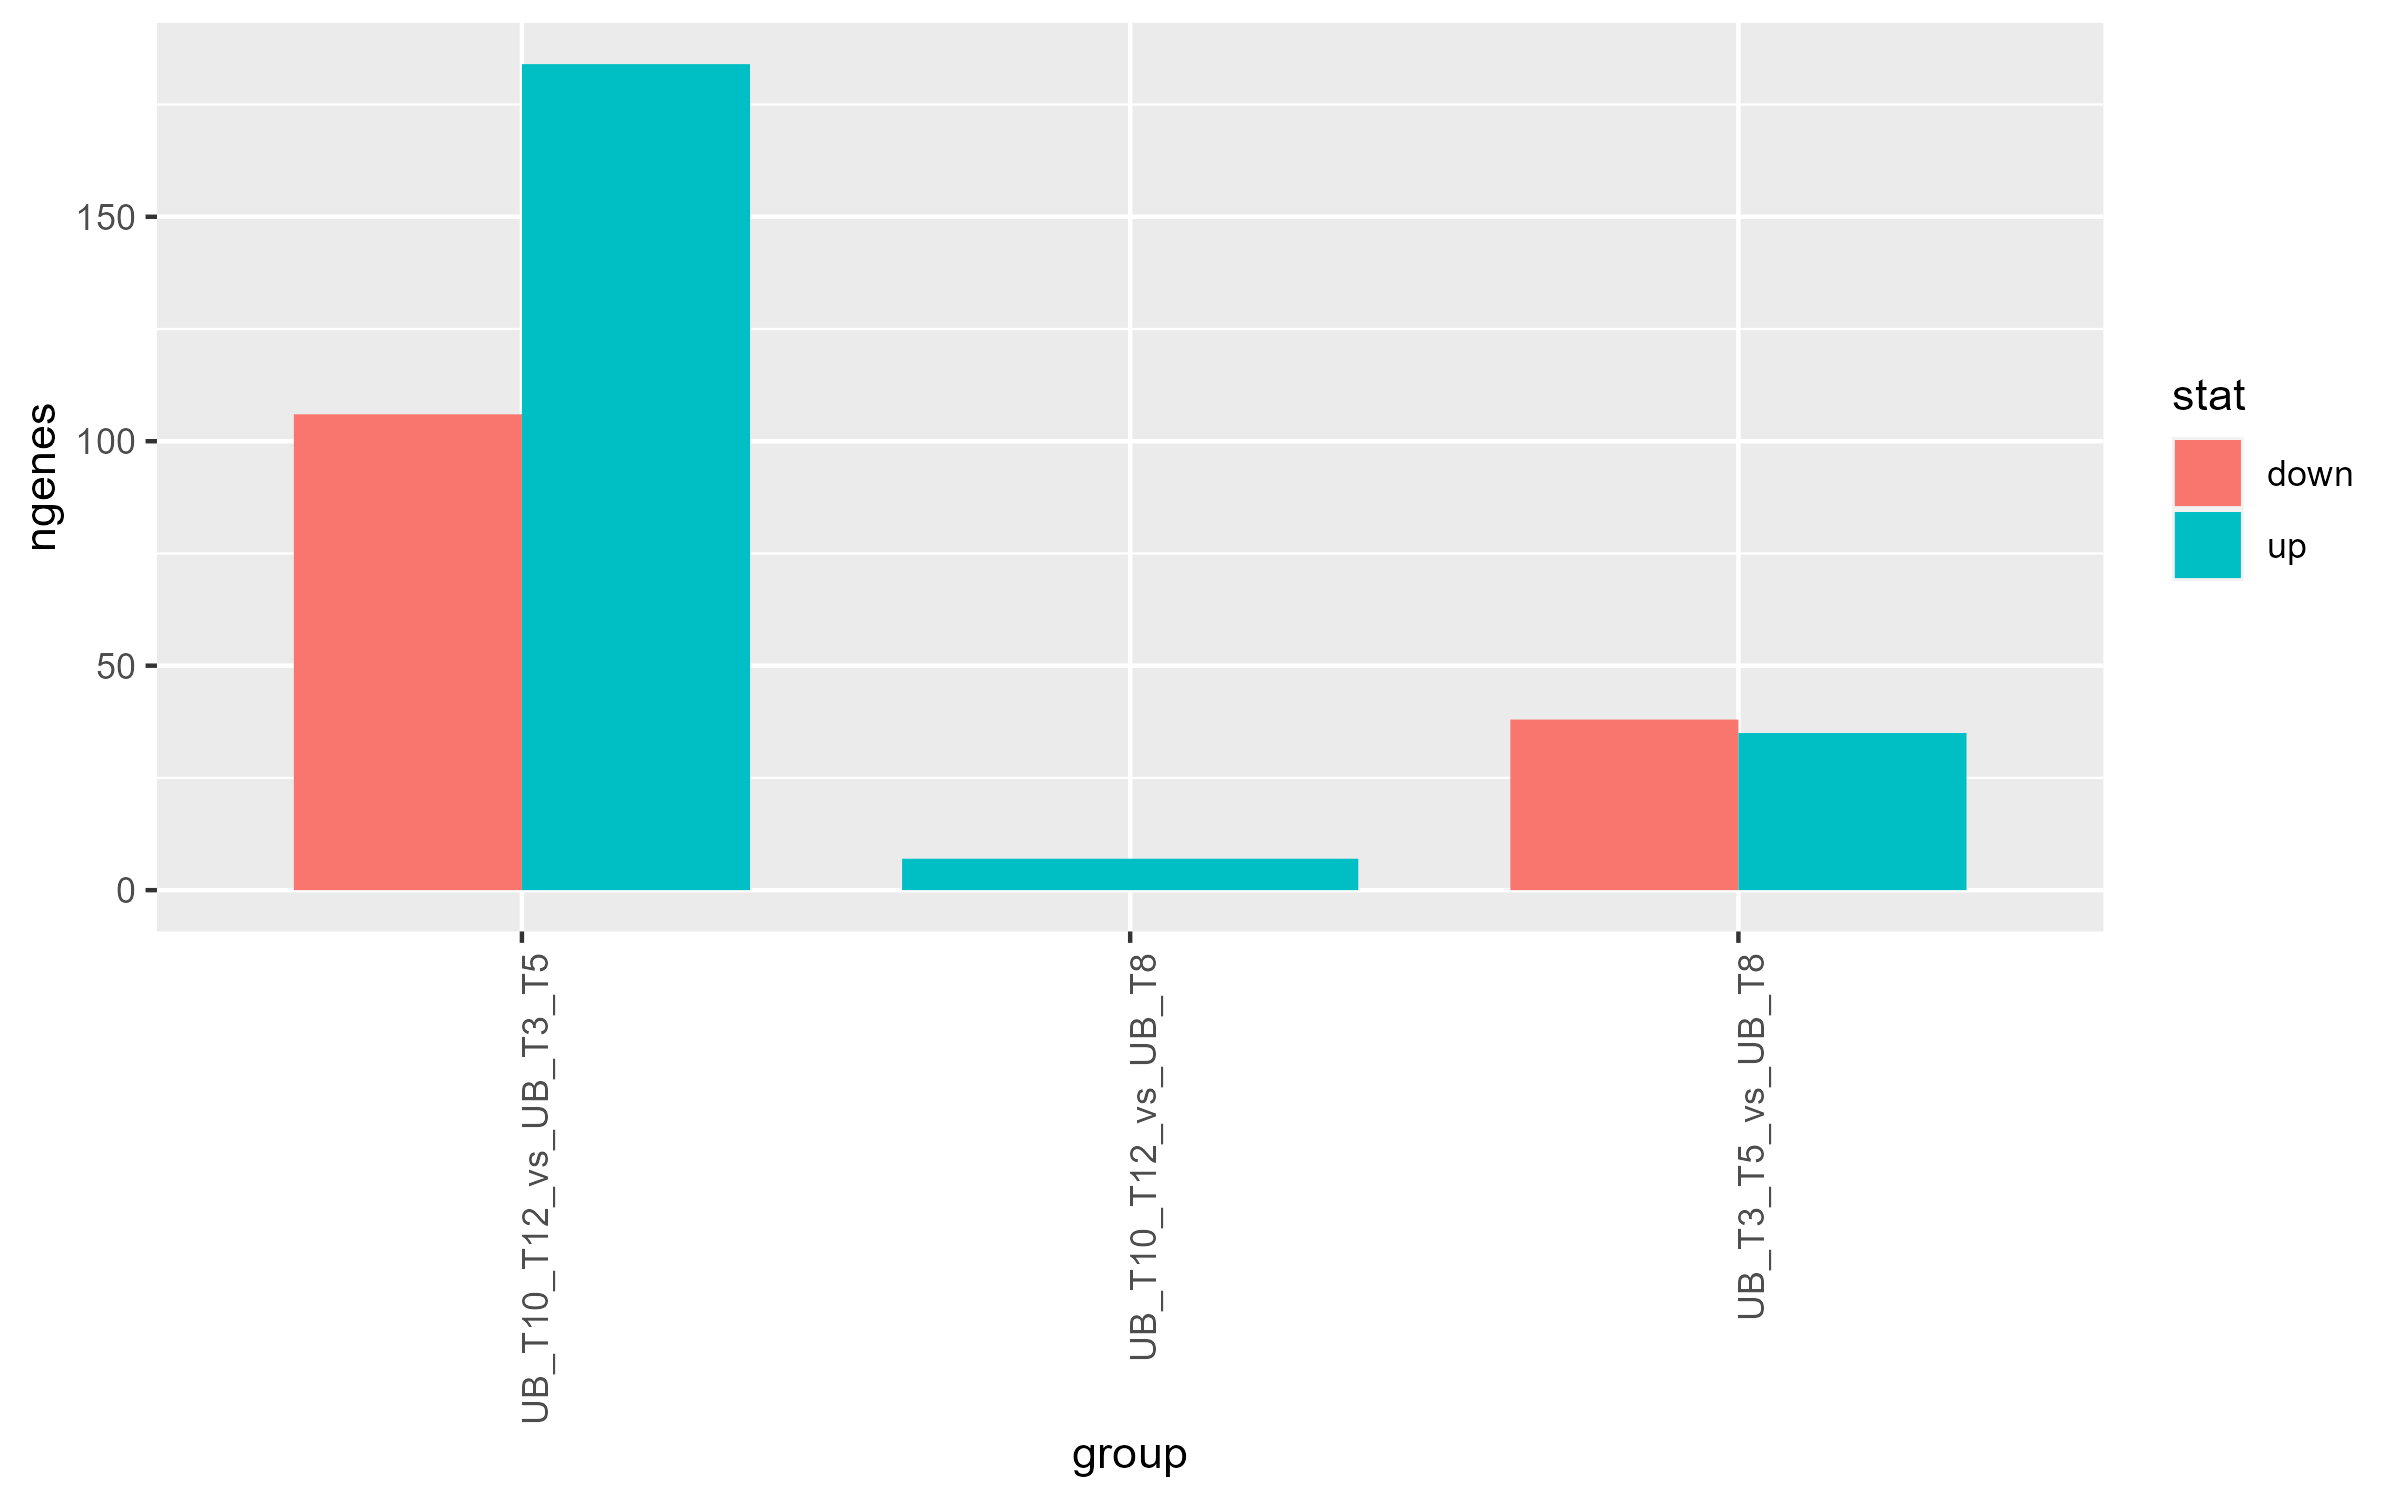 ngenes
150
100
50
0
UB_T10_T12_vs_UB_T3_T5
UB_T10_T12_vs_UB_T8
UB_T3_T5_vs_UB_T8
group
stat
down
up